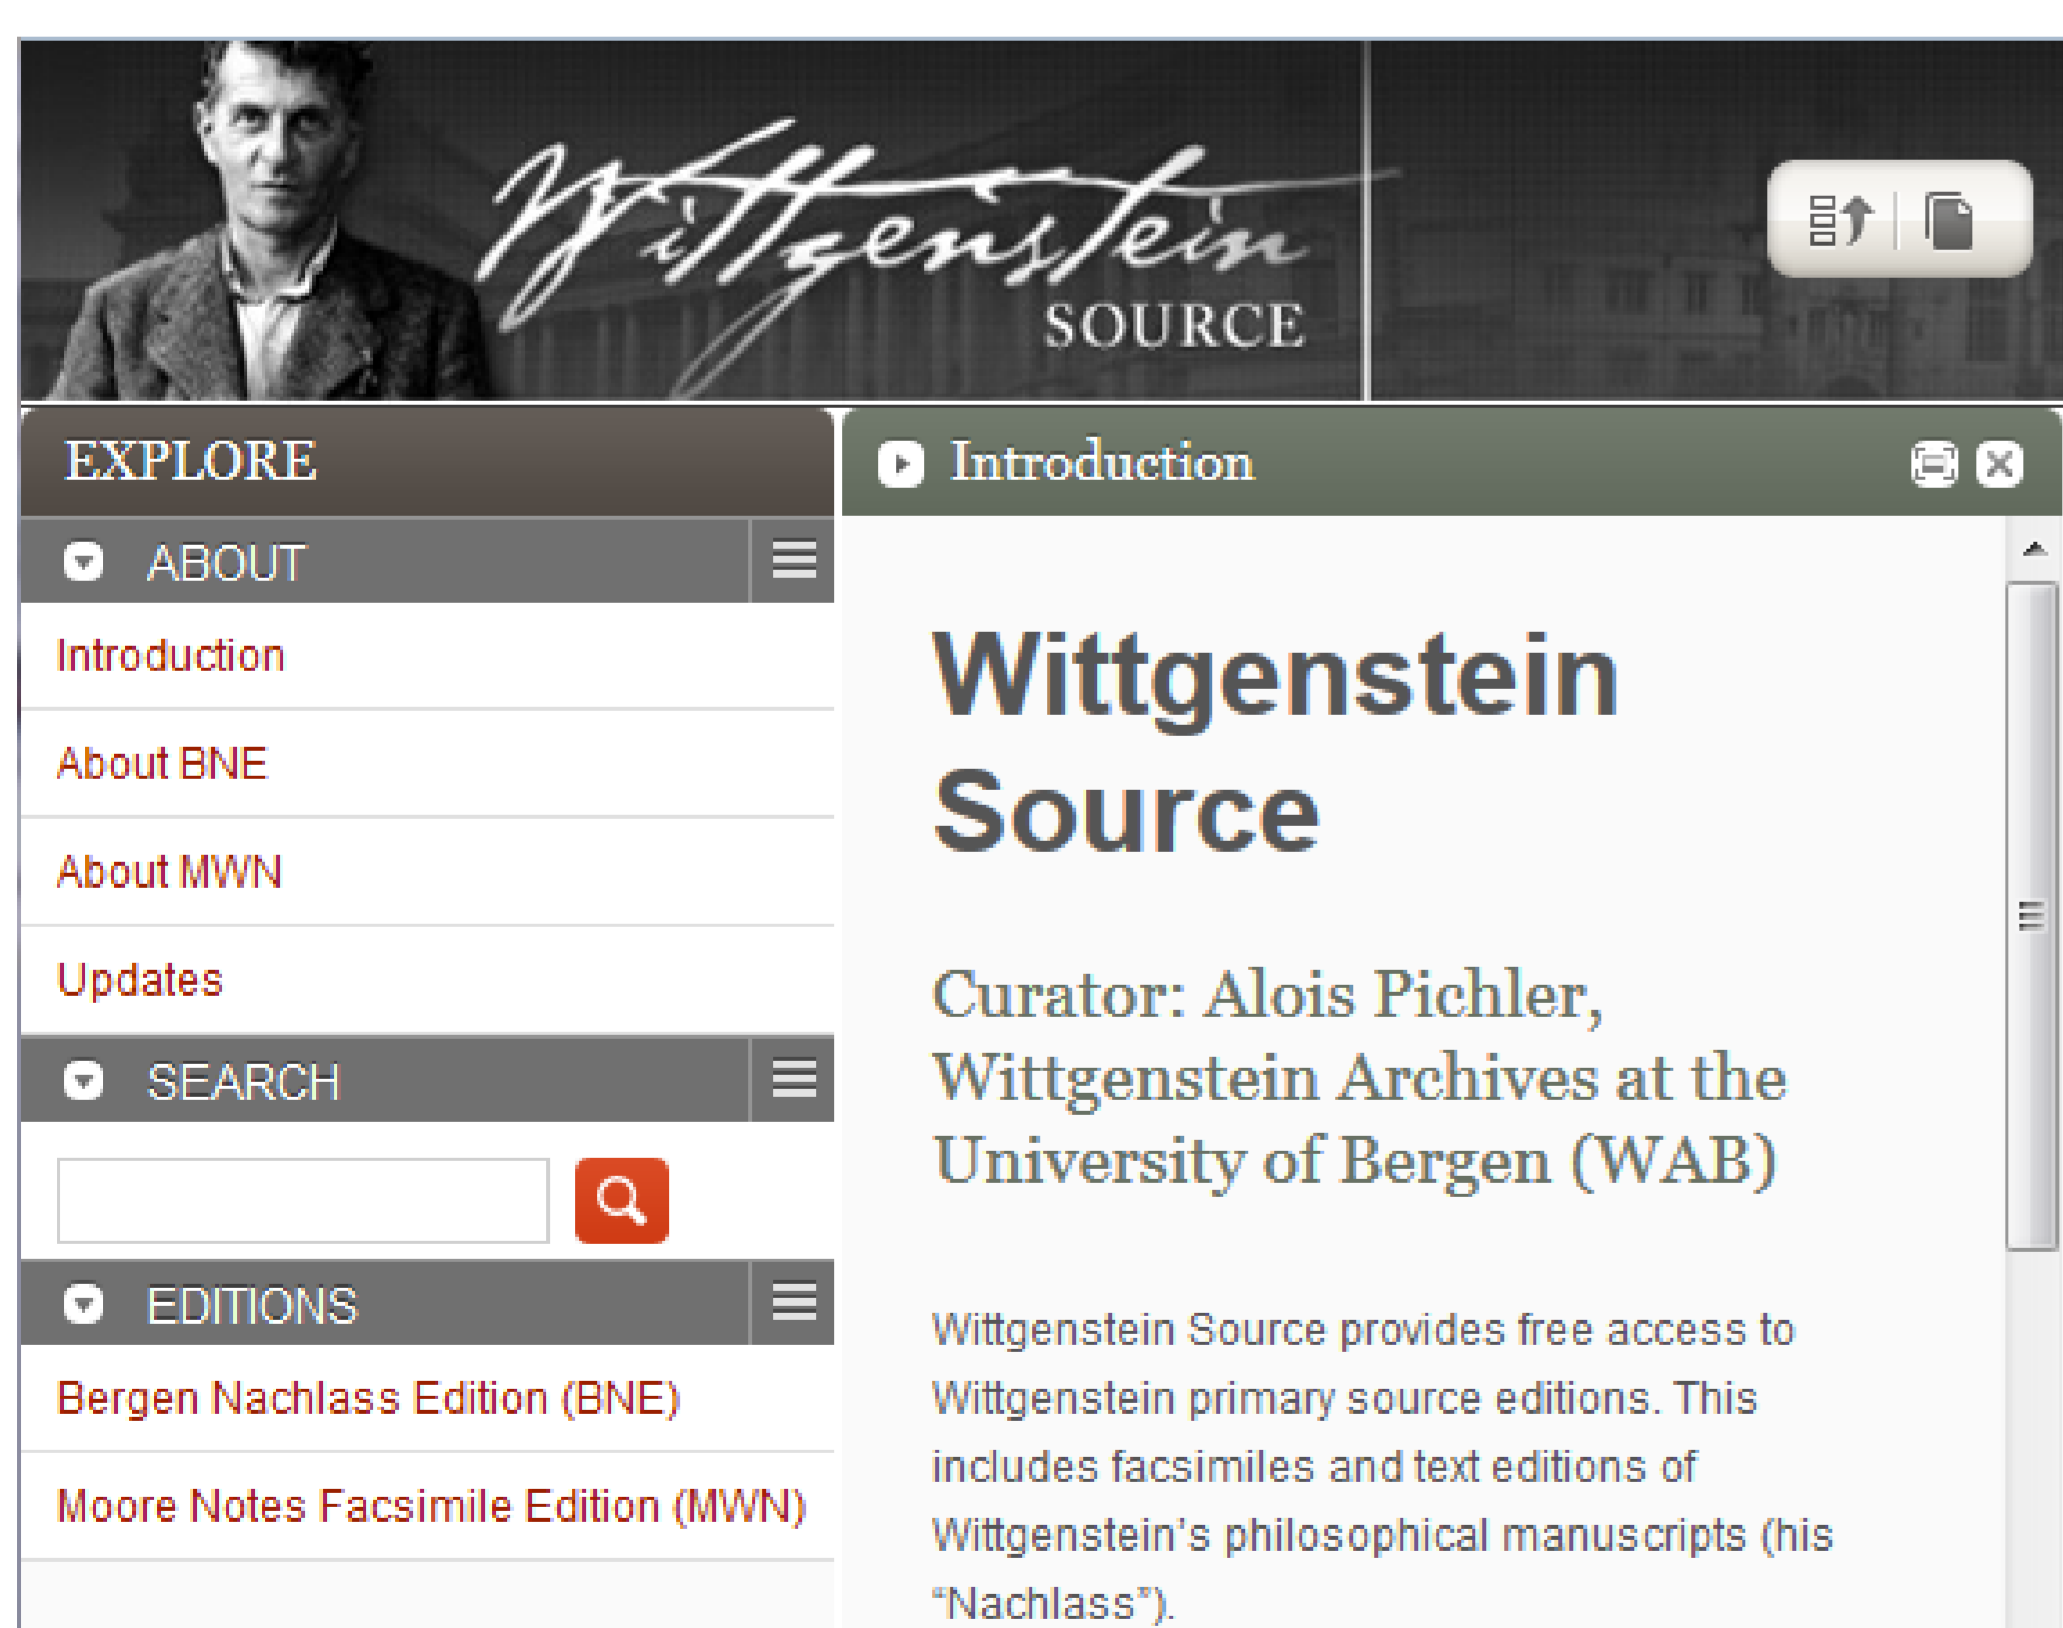 Wittgenstein
SOURCE
EXPLORE
ABOUT
Introduction
About BNE
About MWN
Updates
SEARCH
EDITIONS
Bergen Nachlass Edition (BNE)
Moore Notes Facsimile Edition (MWN)
Introduction
Wittgenstein
Source
Curator: Alois Pichler,
Wittgenstein Archives at the
University of Bergen (WAB)
Wittgenstein Source provides free access to
Wittgenstein primary source editions. This
includes facsimiles and text editions of
Wittgenstein's philosophical manuscripts (his
“Nachlass”).